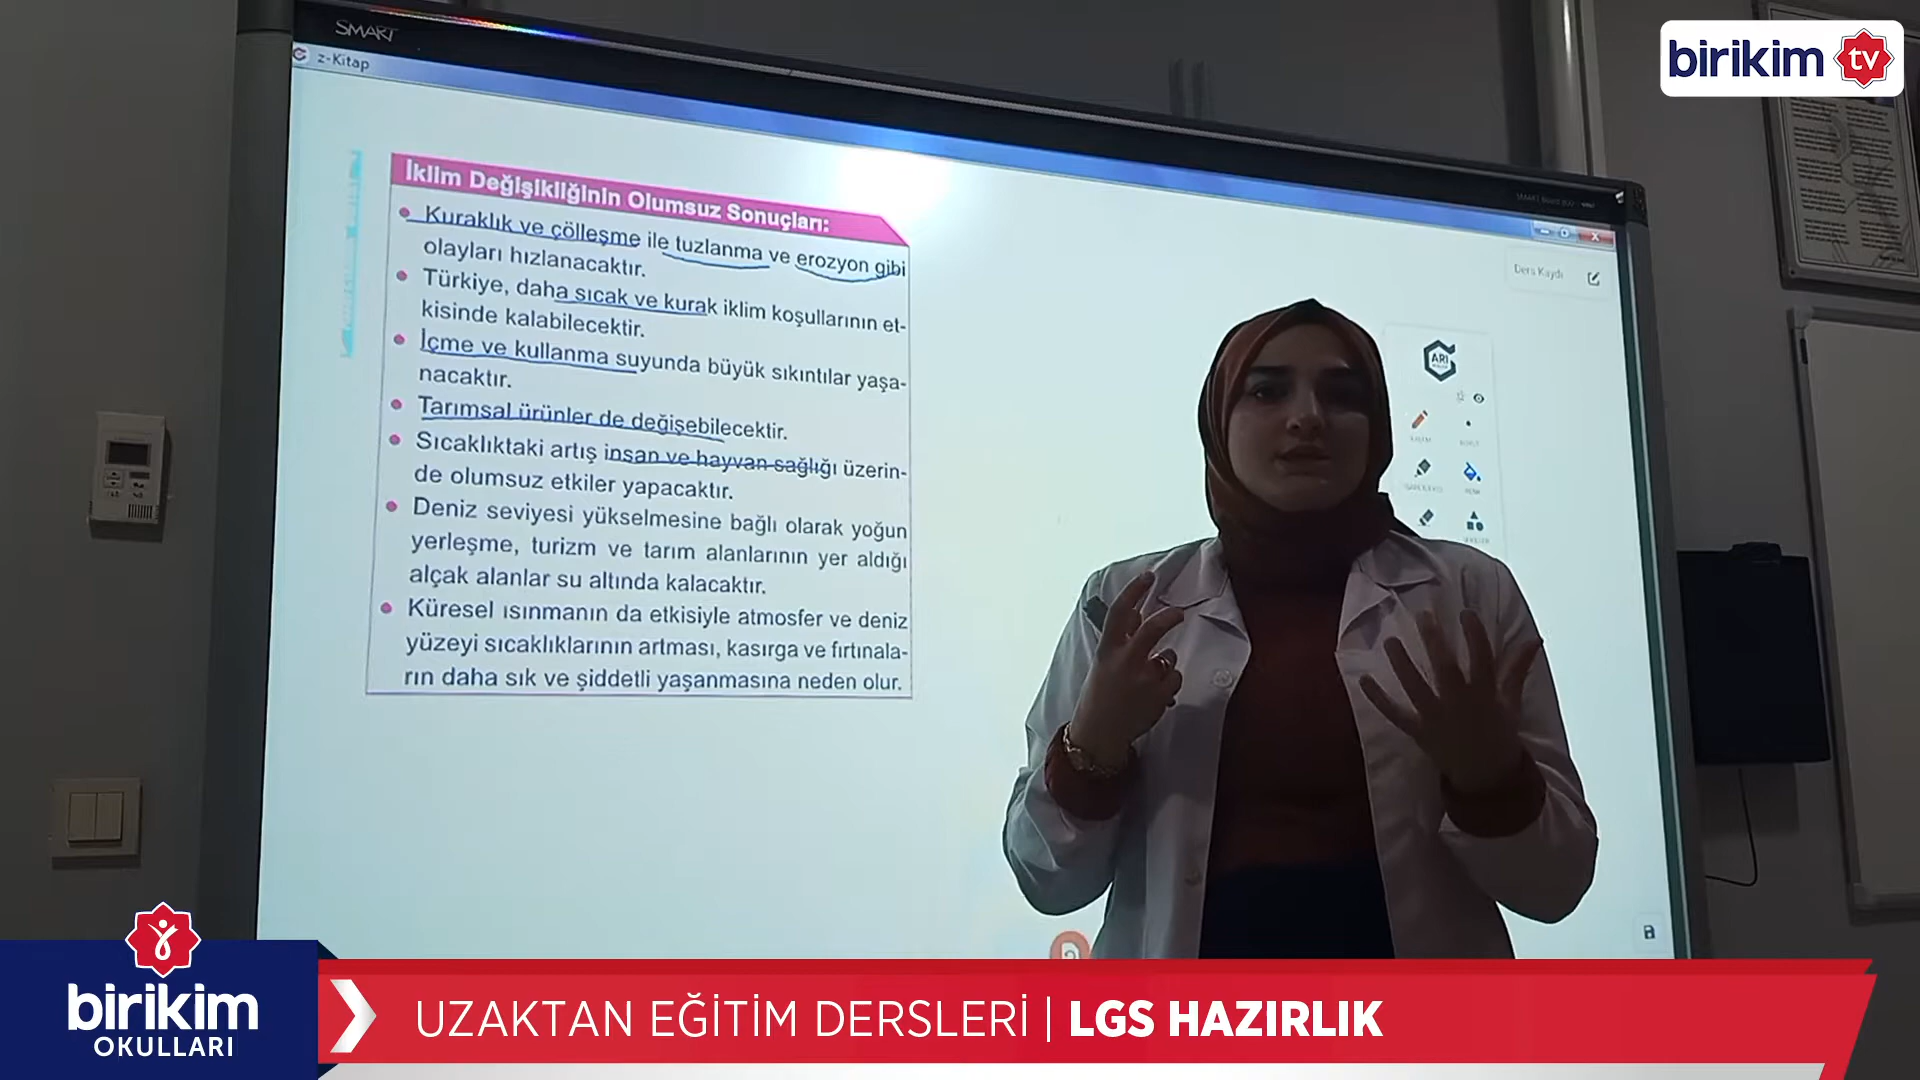 SMART
birikim tv
z-Kitap
İklim Değişikliğinin Olumsuz Sonuçları:
• Kuraklık ve çölleşme ile tuzlanma ve erozyon gibi
olayları hızlanacaktır.
• Türkiye, daha sıcak ve kurak iklim koşullarının et-
kisinde kalabilecektir.
• İçme ve kullanma suyunda büyük sıkıntılar yaşa-
nacaktır.
• Tarımsal ürünler de değişebilecektir.
• Sıcaklıktaki artış insan ve hayvan sağlığı üzerin-
de olumsuz etkiler yapacaktır.
• Deniz seviyesi yükselmesine bağlı olarak yoğun
yerleşme, turizm ve tarım alanlarının yer aldığı
alçak alanlar su altında kalacaktır.
• Küresel ısınmanın da etkisiyle atmosfer ve deniz
yüzeyi sıcaklıklarının artması, kasırga ve fırtınala-
rın daha sık ve şiddetli yaşanmasına neden olur.
Ders Kaydı
ARI
birikim
OKULLARI
UZAKTAN EĞİTİM DERSLERİ | LGS HAZIRLIK